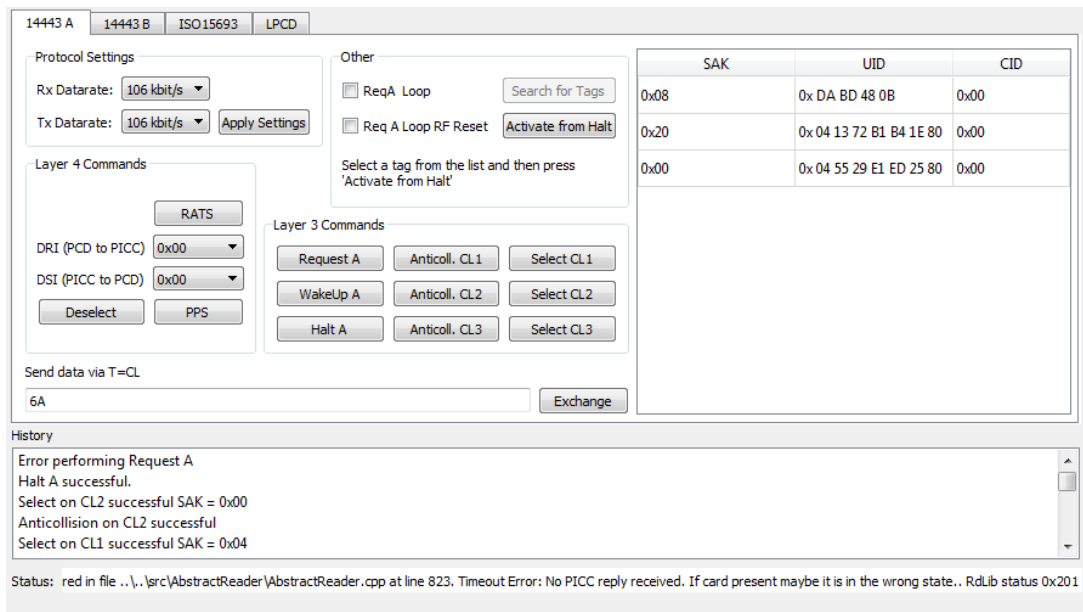 14443 A 14443 B ISO15693 LPCD
Protocol Settings
Rx Datarate: 106 kbit/s
Tx Datarate: 106 kbit/s Apply Settings
Other
ReqA Loop Search for Tags
Req A Loop RF Reset Activate from Halt
Select a tag from the list and then press
'Activate from Halt'
Layer 4 Commands
RATS
DRI (PCD to PICC) 0x00
DSI (PICC to PCD) 0x00
Deselect PPS
Layer 3 Commands
Request A Anticoll. CL1 Select CL1
WakeUp A Anticoll. CL2 Select CL2
Halt A Anticoll. CL3 Select CL3
Send data via T=CL
6A Exchange
SAK UID CID
0x08 0x DA BD 48 0B 0x00
0x20 0x 04 13 72 B1 B4 1E 80 0x00
0x00 0x 04 55 29 E1 ED 25 80 0x00
History
Error performing Request A
Halt A successful.
Select on CL2 successful SAK = 0x00
Anticollision on CL2 successful
Select on CL1 successful SAK = 0x04
Status: red in file ..\..\src\AbstractReader\AbstractReader.cpp at line 823. Timeout Error: No PICC reply received. If card present maybe it is in the wrong state.. RdLib status 0x201